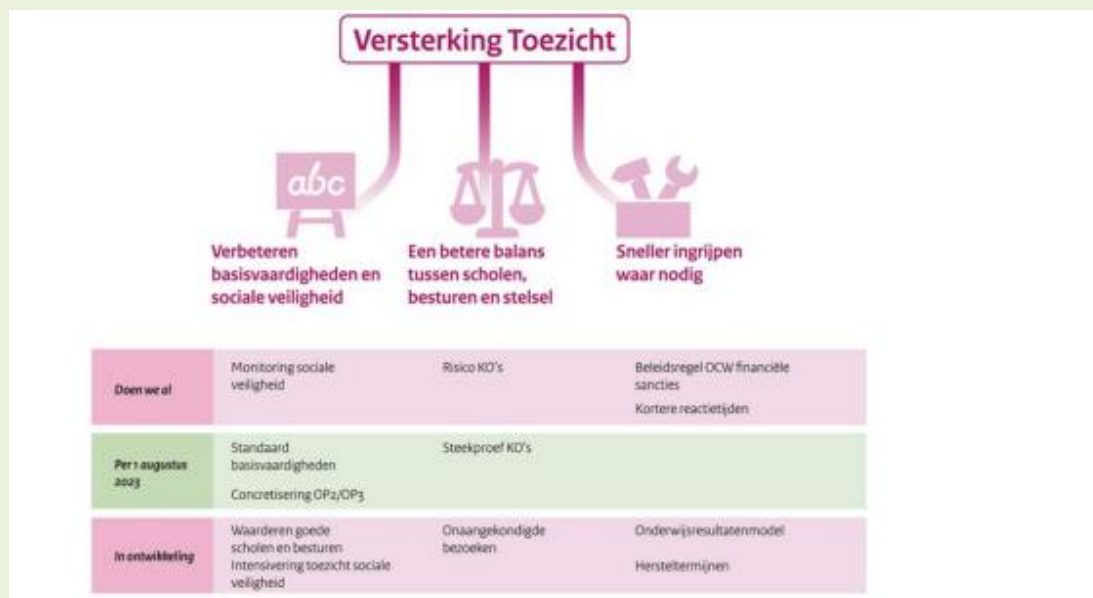 Versterking Toezicht
abc
Verbeteren
basisvaardigheden en
sociale veiligheid
Een betere balans
tussen scholen,
besturen en stelsel
Sneller ingrijpen
waar nodig
Doen we al
Monitoring sociale
veiligheid
Risico KO's
Beleidsregel OCW financiële
sancties
Kortere reactietijden
Per 1 augustus
2023
Standaard
basisvaardigheden
Concretisering OP2/OP3
Steekproef KO's
In ontwikkeling
Waarderen goede
scholen en besturen
Intensivering toezicht sociale
veiligheid
Onaangekondigde
bezoeken
Onderwijsresultatenmodel
Hersteltermijnen